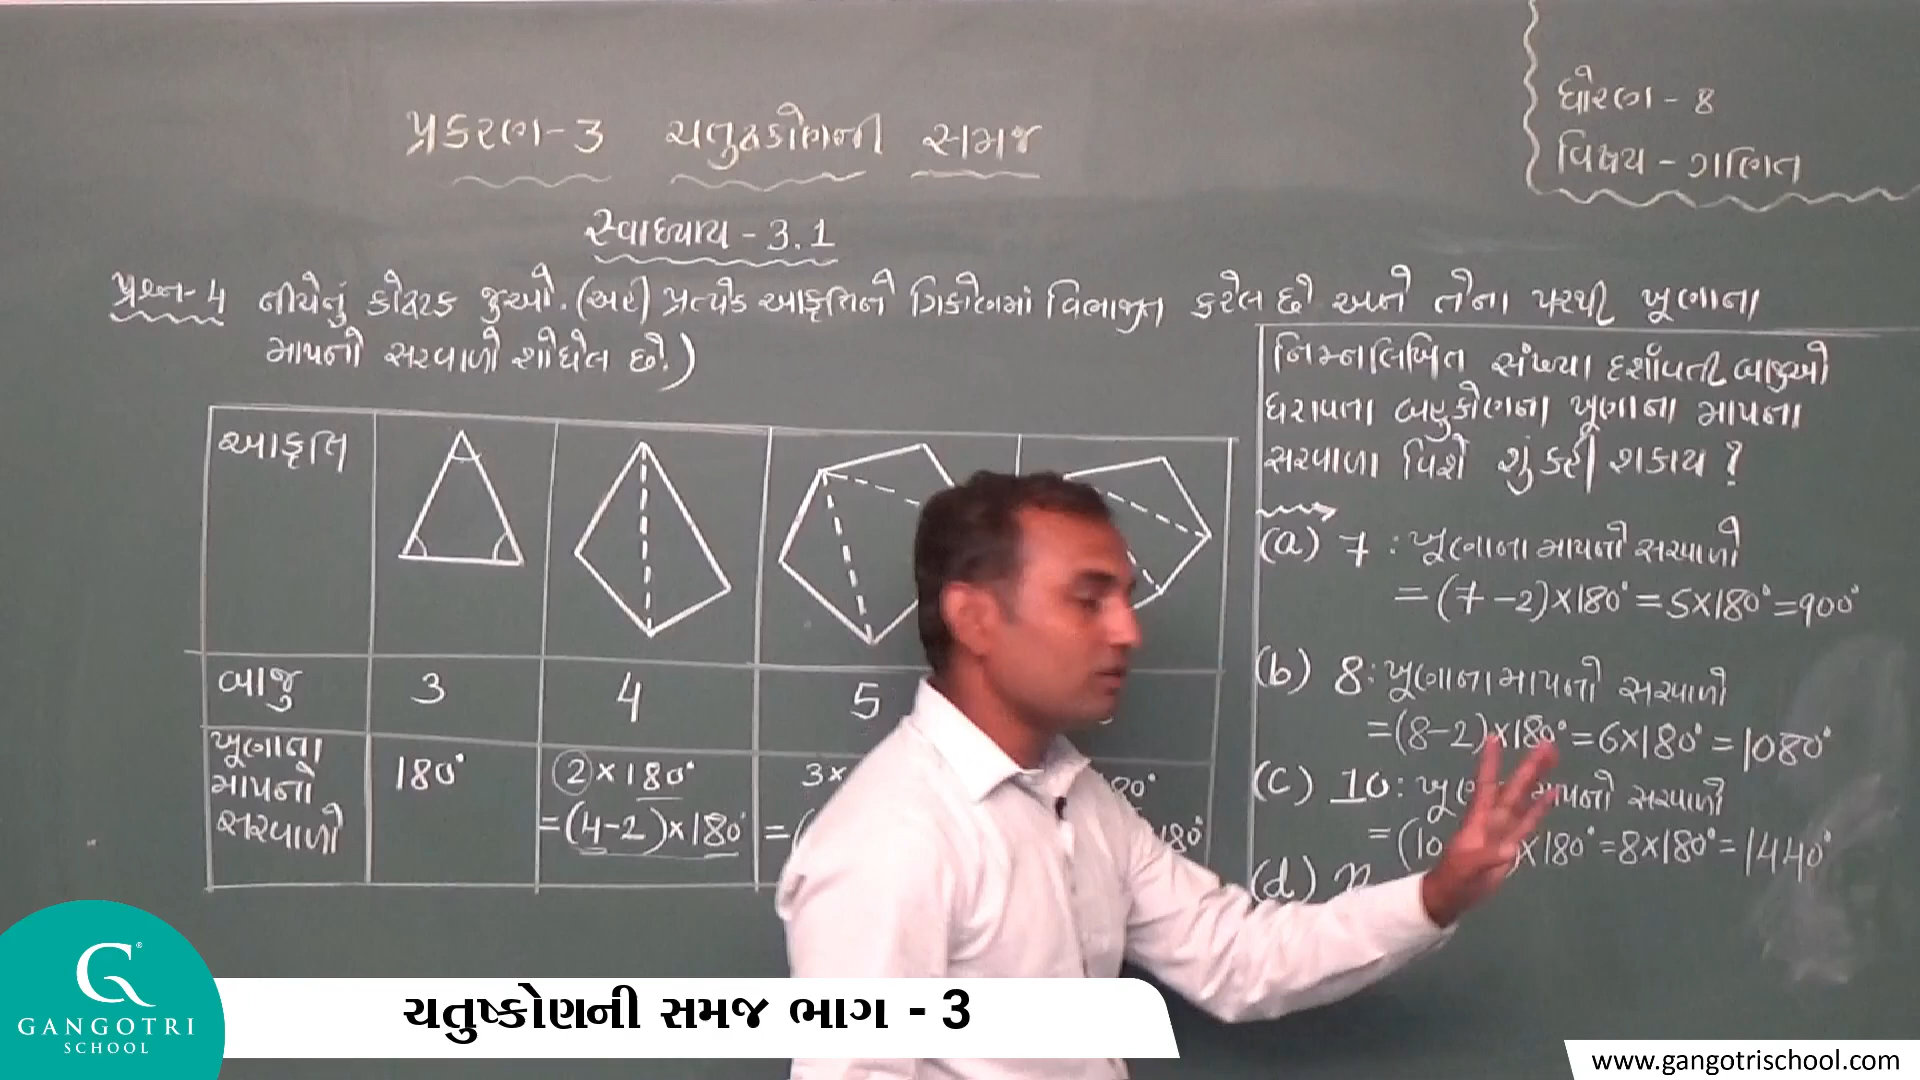 ધોરણ - 8
વિષય - ગણિત
પ્રકરણ-3 ચતુષ્કોણની સમજ
સ્વાધ્યાય - 3.1
પ્રશ્ન-4 નીચેનું કોષ્ટક જુઓ. (અહીં પ્રત્યેક આકૃતિને ત્રિકોણમાં વિભાજીત કરેલ છે અને તેના પરથી ખૂણાના
માપનો સરવાળો શોધેલ છે.)
આકૃતિ
બાજુ 3 4 5
ખૂણાના
માપનો
સરવાળો
180°
2 × 180°
=(4-2)×180°
3×
=(
80°
180°
નિમ્નલિખિત સંખ્યા દર્શાવતી બાજુઓ
ધરાવતા બહુકોણના ખૂણાના માપના
સરવાળા વિશે શું કહી શકાય ?
(a) 7 : ખૂણાના માપનો સરવાળો
= (7-2)×180° = 5×180° = 900°
(b) 8 : ખૂણાના માપનો સરવાળો
= (8-2)×180° = 6×180° = 1080°
(c) 10 : માપનો સરવાળો
= (10 ×180° = 8×180° = 1440°
(d) n
G®
GANGOTRI
SCHOOL
ચતુષ્કોણની સમજ ભાગ - 3
www.gangotrischool.com